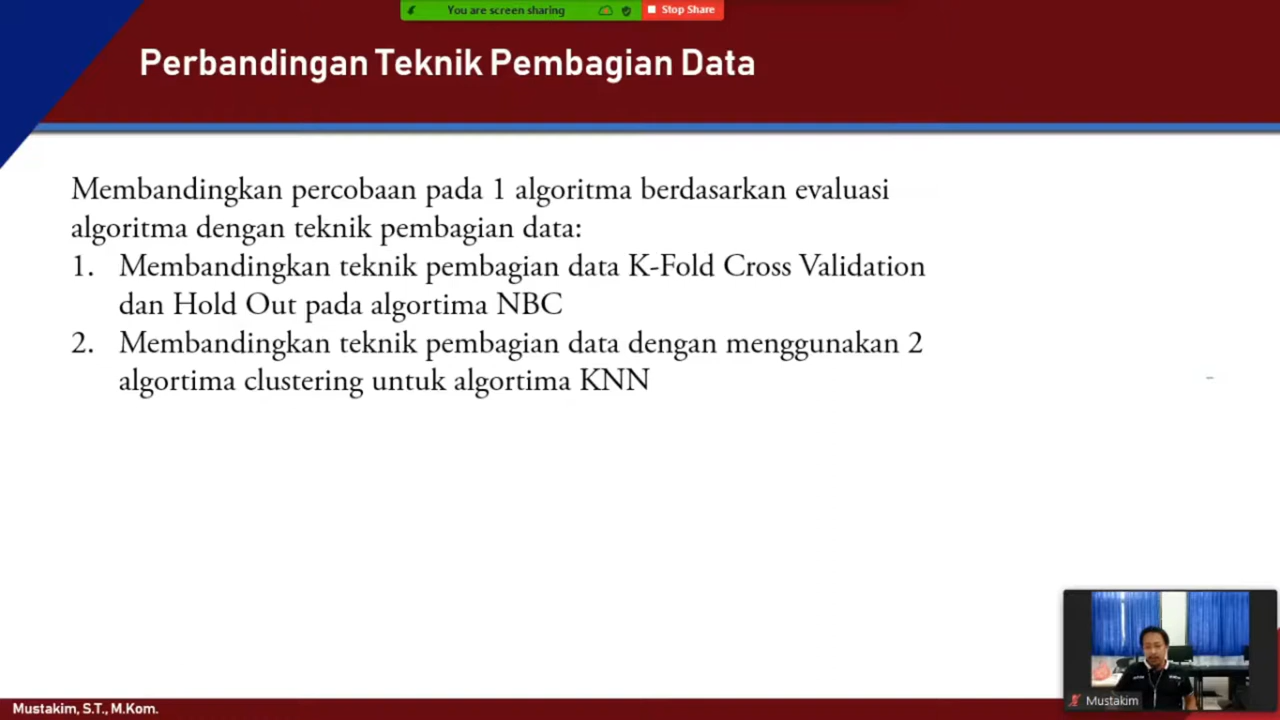 You are screen sharing
Stop Share
Perbandingan Teknik Pembagian Data
Membandingkan percobaan pada 1 algoritma berdasarkan evaluasi
algoritma dengan teknik pembagian data:
1. Membandingkan teknik pembagian data K-Fold Cross Validation
dan Hold Out pada algortima NBC
2. Membandingkan teknik pembagian data dengan menggunakan 2
algortima clustering untuk algortima KNN
Mustakim
Mustakim, S.T., M.Kom.